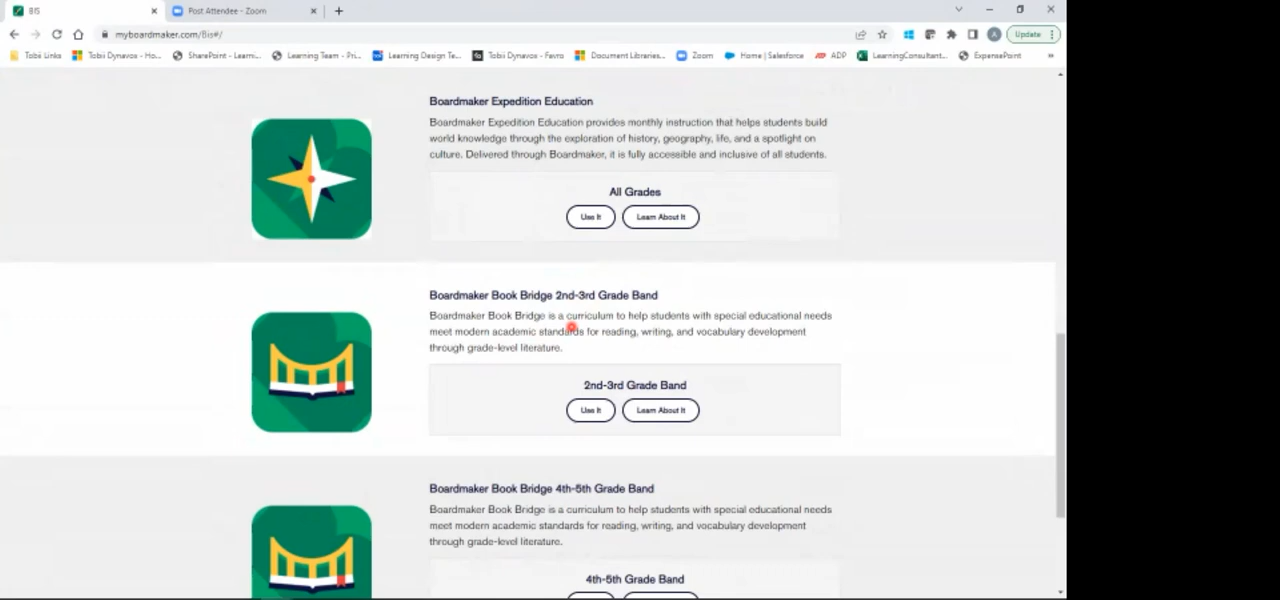 BIS
Post Attendee - Zoom
myboardmaker.com/Bis#/
Update
Tobii Links
Tobii Dynavox - Ho...
SharePoint - Learni...
Learning Team - Pri...
Learning Design Te...
Tobii Dynavox - Favro
Document Libraries...
Zoom
Home | Salesforce
ADP
LearningConsultant...
ExpensePoint
»
Boardmaker Expedition Education
Boardmaker Expedition Education provides monthly instruction that helps students build
world knowledge through the exploration of history, geography, life, and a spotlight on
culture. Delivered through Boardmaker, it is fully accessible and inclusive of all students.
All Grades
Use It Learn About It
Boardmaker Book Bridge 2nd-3rd Grade Band
Boardmaker Book Bridge is a curriculum to help students with special educational needs
meet modern academic standards for reading, writing, and vocabulary development
through grade-level literature.
2nd-3rd Grade Band
Use It Learn About It
Boardmaker Book Bridge 4th-5th Grade Band
Boardmaker Book Bridge is a curriculum to help students with special educational needs
meet modern academic standards for reading, writing, and vocabulary development
through grade-level literature.
4th-5th Grade Band